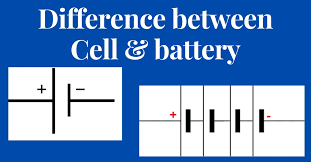 Difference between
Cell & battery
+ −
+ -